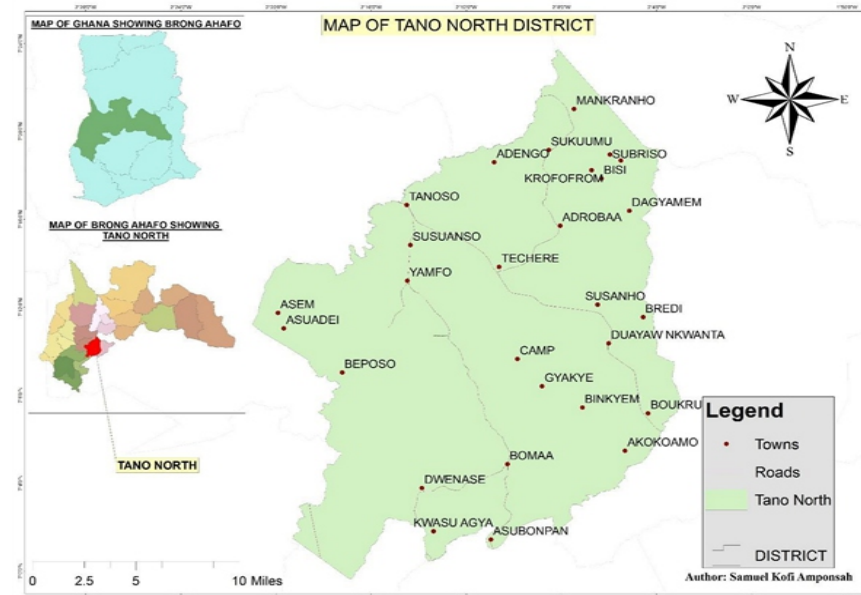 MAP OF GHANA SHOWING BRONG AHAFO
MAP OF TANO NORTH DISTRICT
N
W
E
S
MANKRANHO
SUKUUMU
ADENGO
SUBRISO
KROFOFROM
BISI
TANOSO
DAGYAMEM
ADROBAA
MAP OF BRONG AHAFO SHOWING
TANO NORTH
SUSUANSO
TECHERE
YAMFO
ASEM
SUSANHO
ASUADEI
BREDI
DUAYAW NKWANTA
CAMP
BEPOSO
GYAKYE
BINKYEM
BOUKRU
AKOKOAMO
TANO NORTH
BOMAA
DWENASE
KWASU AGYA
ASUBONPAN
Legend
Towns
Roads
Tano North
DISTRICT
Author: Samuel Kofi Amponsah
0 2.5 5 10 Miles